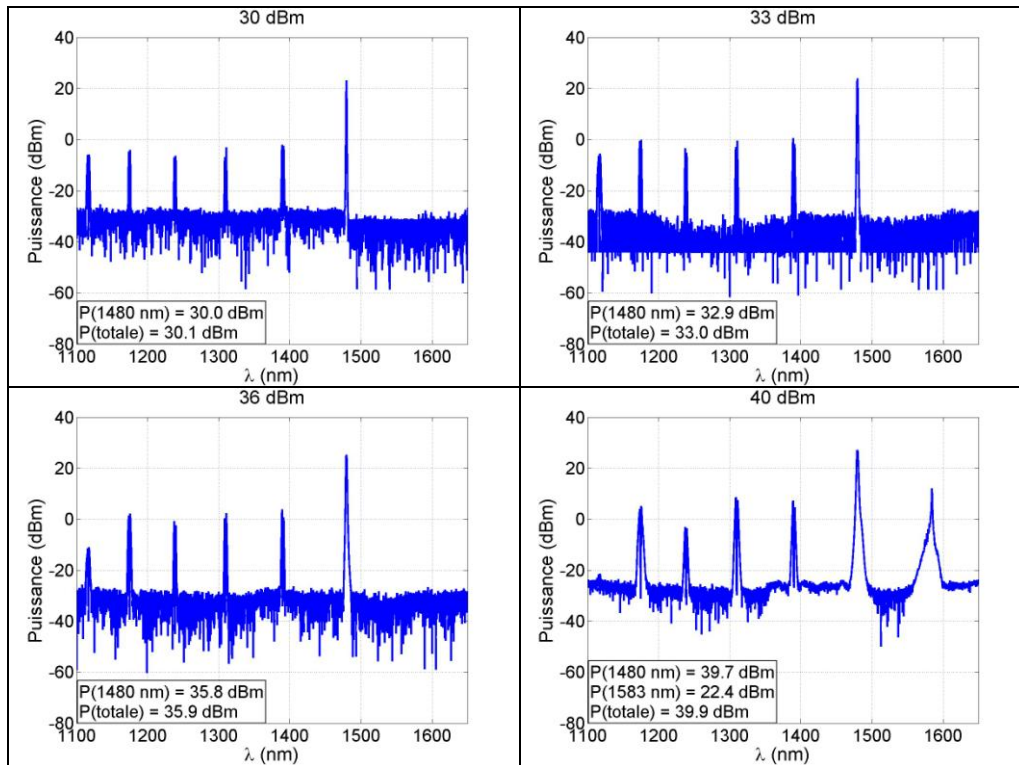 30 dBm
40
20
0
-20
-40
-60
-80
Puissance (dBm)
P(1480 nm) = 30.0 dBm
P(totale) = 30.1 dBm
1100 1200 1300 1400 1500 1600
λ (nm)
33 dBm
40
20
0
-20
-40
-60
-80
Puissance (dBm)
P(1480 nm) = 32.9 dBm
P(totale) = 33.0 dBm
1100 1200 1300 1400 1500 1600
λ (nm)
36 dBm
40
20
0
-20
-40
-60
-80
Puissance (dBm)
P(1480 nm) = 35.8 dBm
P(totale) = 35.9 dBm
1100 1200 1300 1400 1500 1600
λ (nm)
40 dBm
40
20
0
-20
-40
-60
-80
Puissance (dBm)
P(1480 nm) = 39.7 dBm
P(1583 nm) = 22.4 dBm
P(totale) = 39.9 dBm
1100 1200 1300 1400 1500 1600
λ (nm)